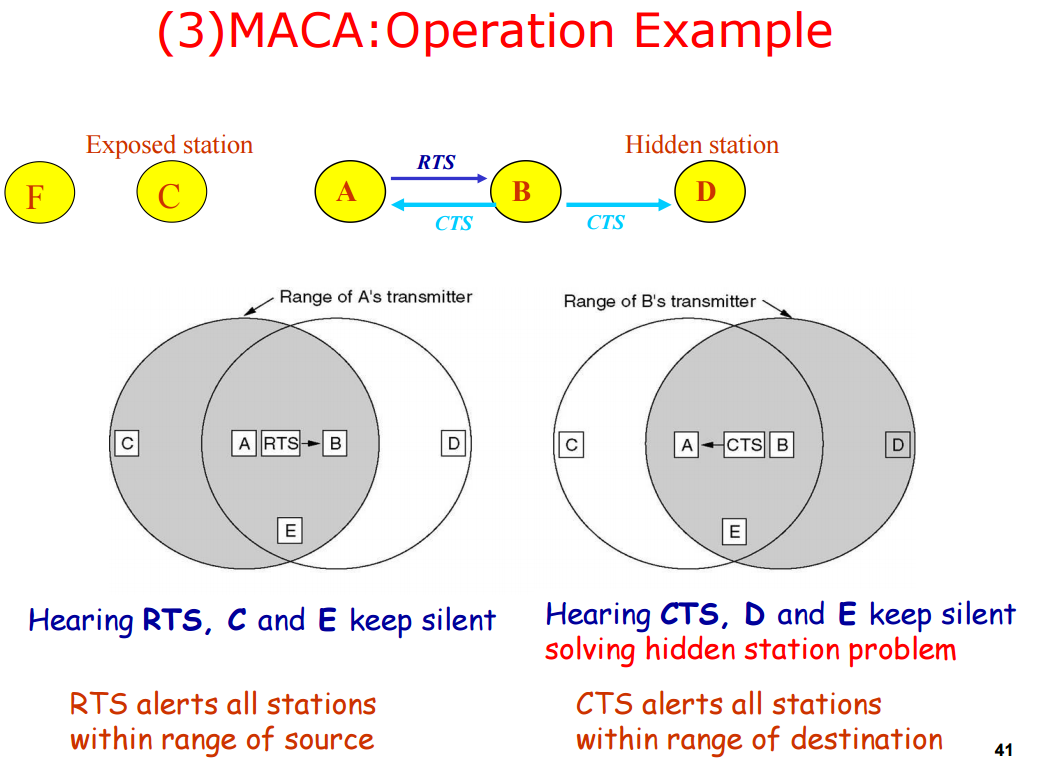 (3)MACA:Operation Example
Exposed station
Hidden station
RTS
F
C
A
B
D
CTS
CTS
Range of A's transmitter
C
A
RTS
B
D
E
Range of B's transmitter
C
A
CTS
B
D
E
Hearing RTS, C and E keep silent
Hearing CTS, D and E keep silent
solving hidden station problem
RTS alerts all stations
within range of source
CTS alerts all stations
within range of destination
41